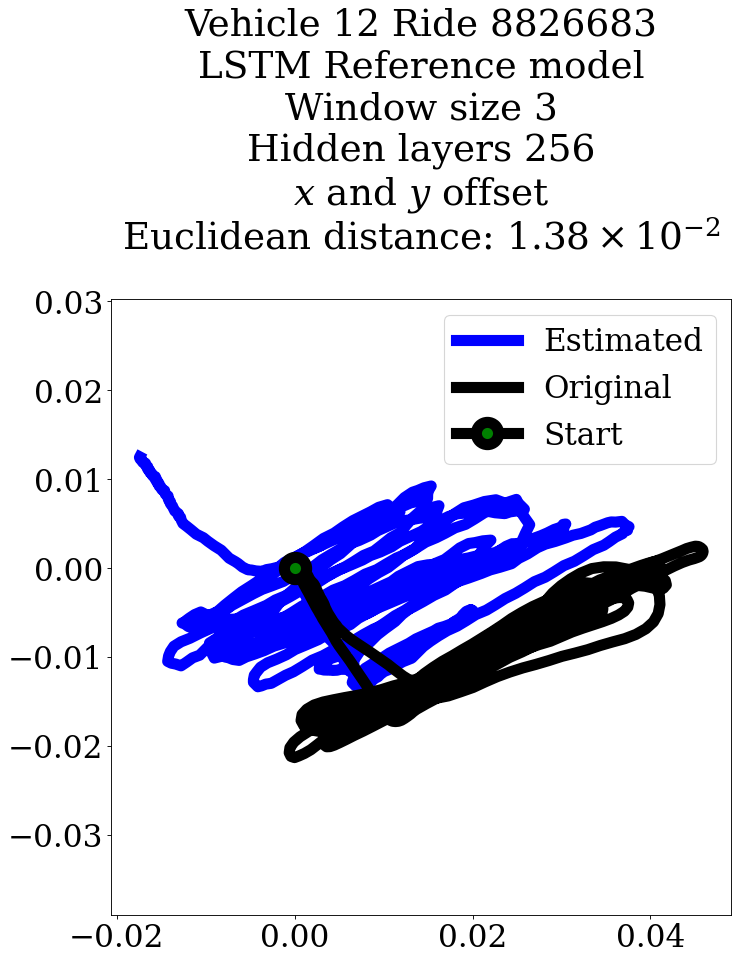 Vehicle 12 Ride 8826683
LSTM Reference model
Window size 3
Hidden layers 256
x and y offset
Euclidean distance: 1.38 × 10⁻²
0.03
0.02
0.01
0.00
−0.01
−0.02
−0.03
Estimated
Original
Start
−0.02
0.00
0.02
0.04